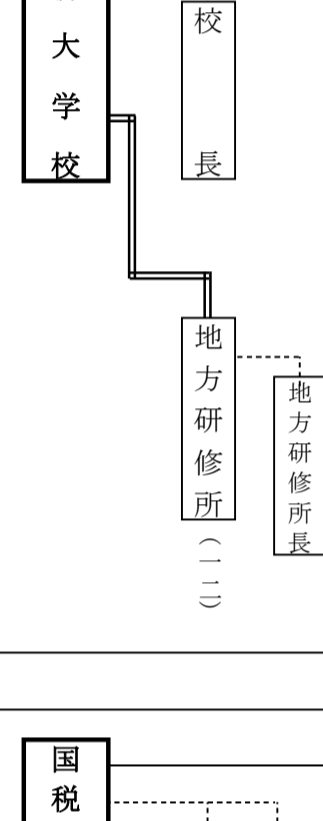 大学校
校長
地方研修所（一二）
地方研修所長
国税